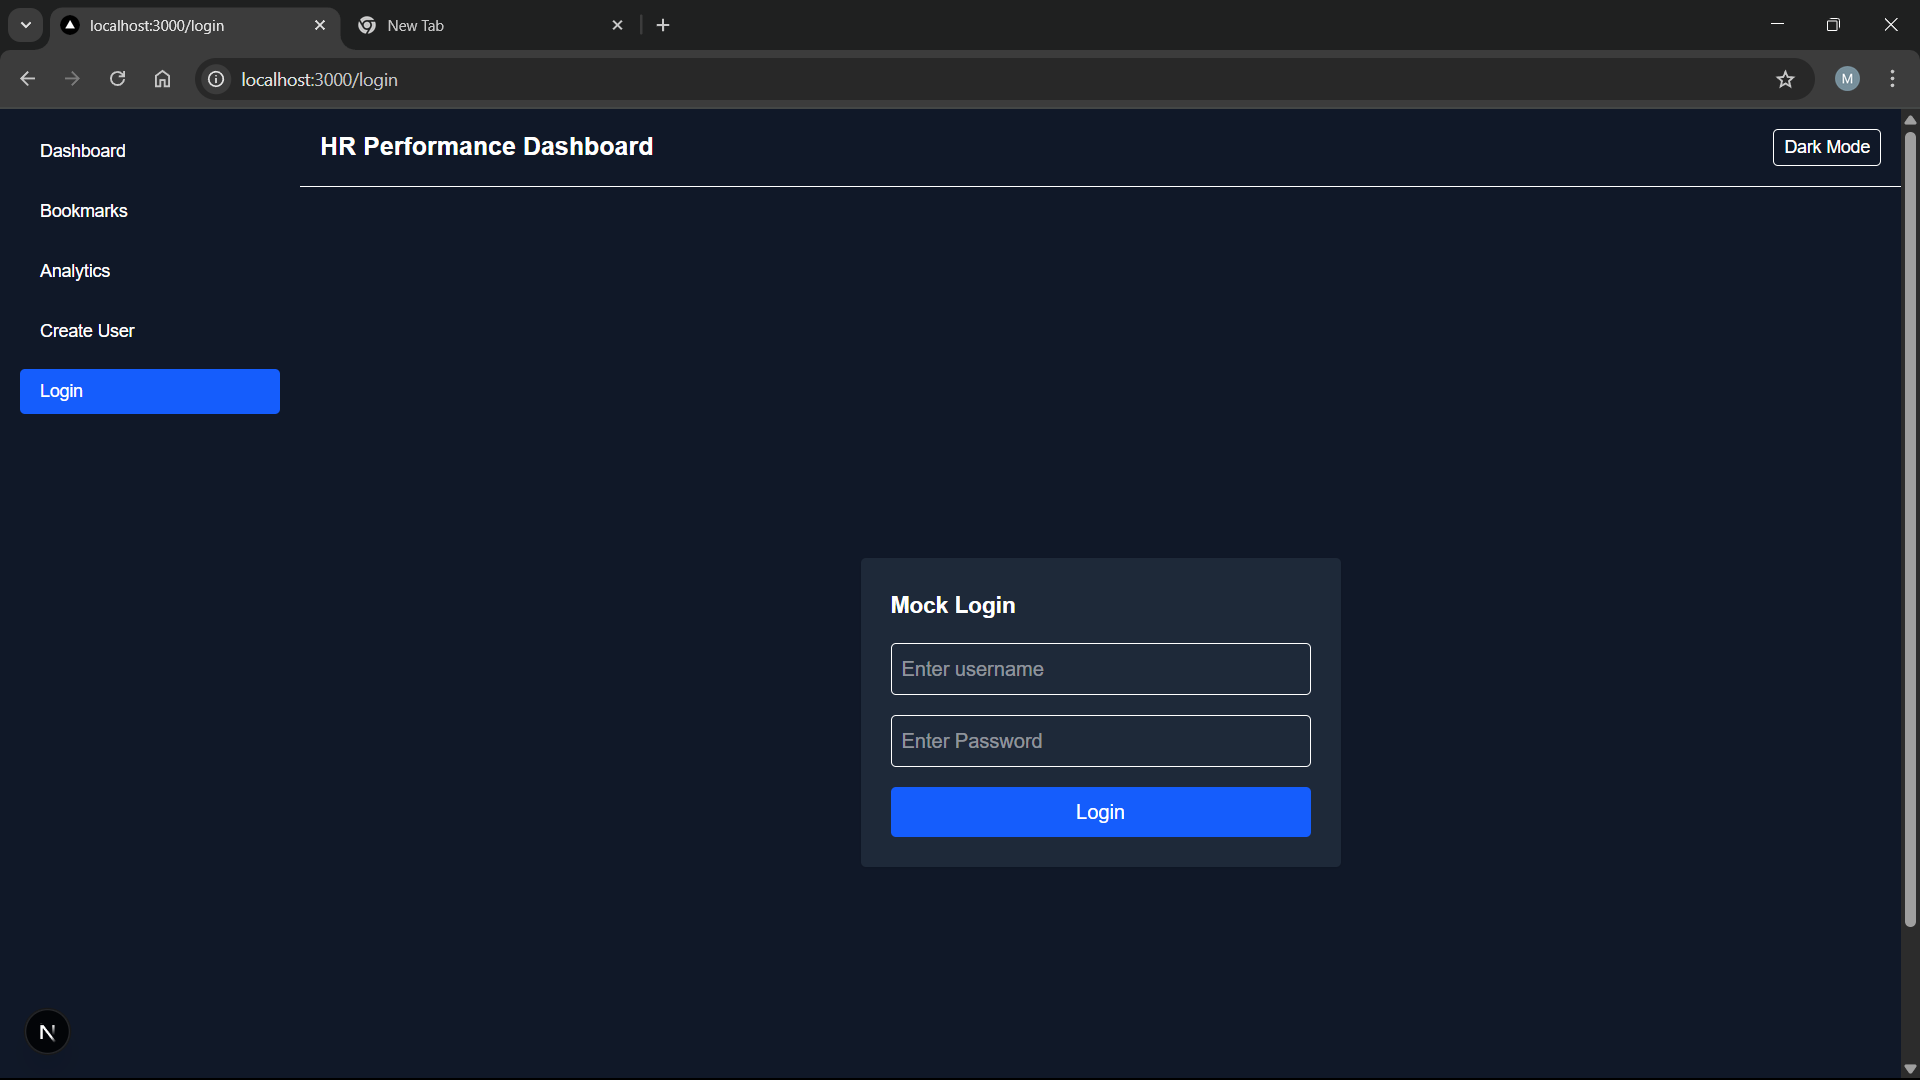 localhost:3000/login
New Tab
localhost:3000/login
M
Dashboard
Bookmarks
Analytics
Create User
Login
HR Performance Dashboard
Dark Mode
Mock Login
Enter username
Enter Password
Login
N